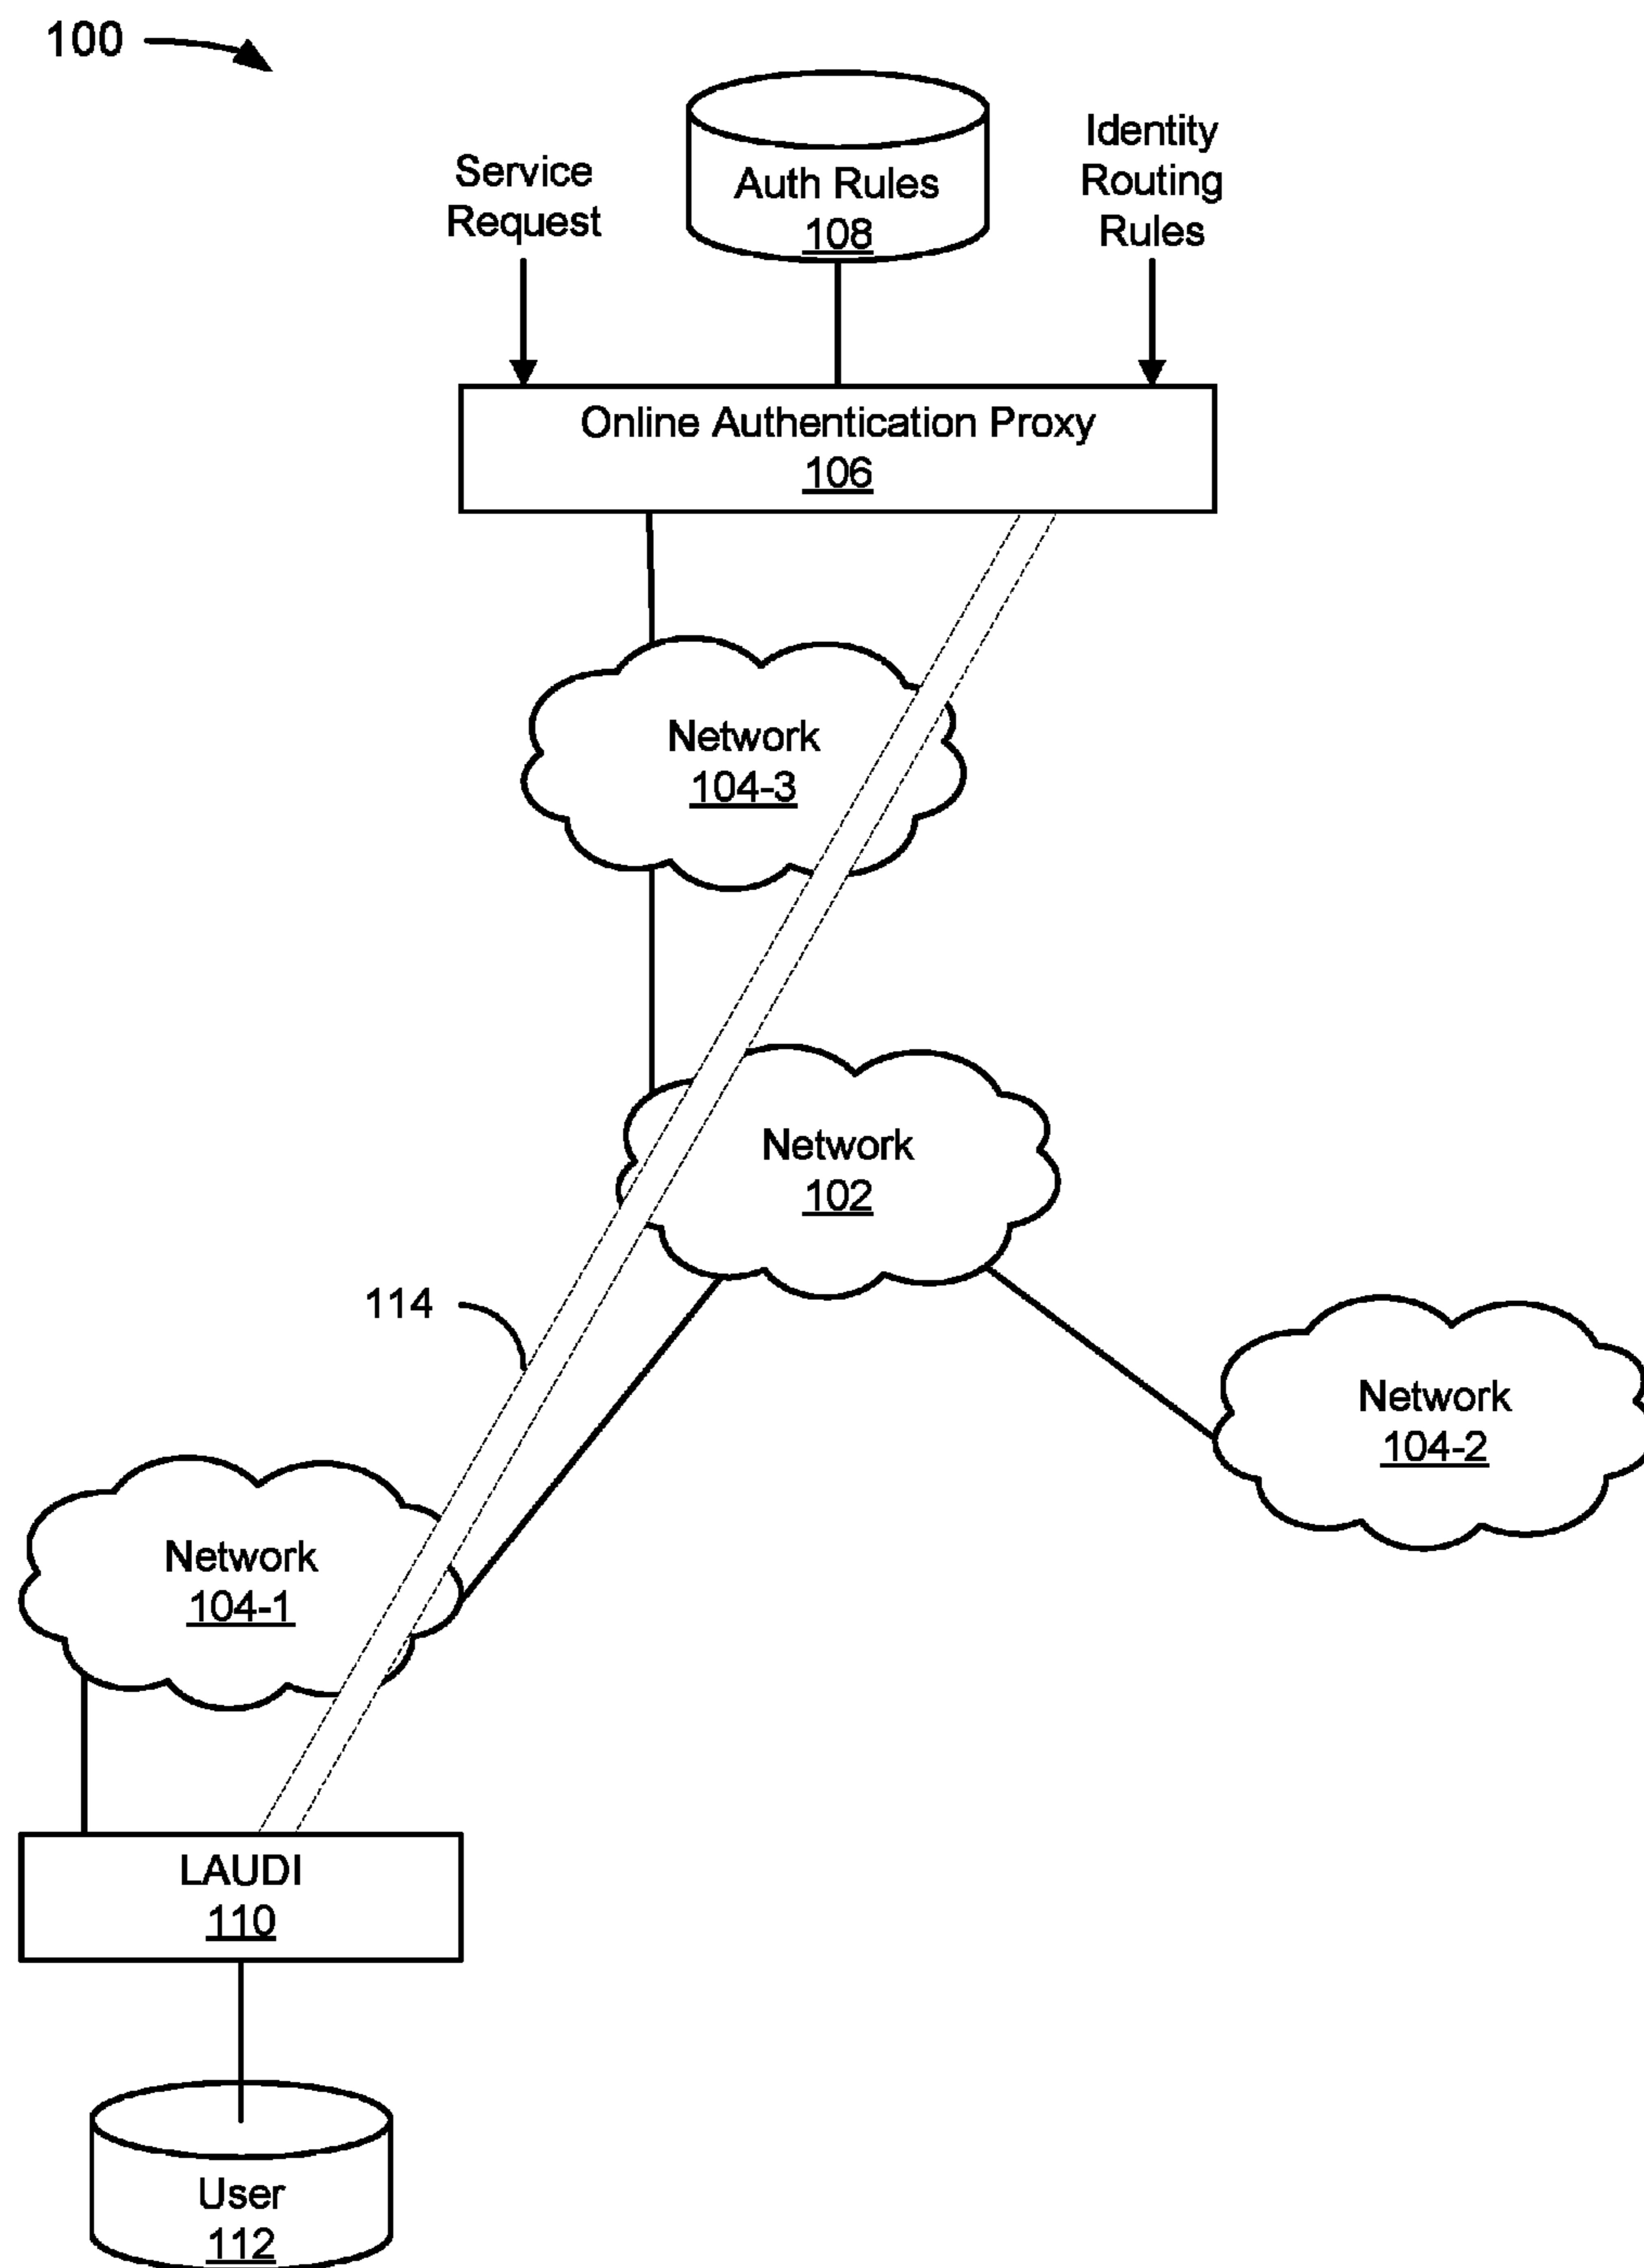 100
Service
Request
Auth Rules
108
Identity
Routing
Rules
Online Authentication Proxy
106
Network
104-3
Network
102
114
Network
104-2
Network
104-1
LAUDI
110
User
112